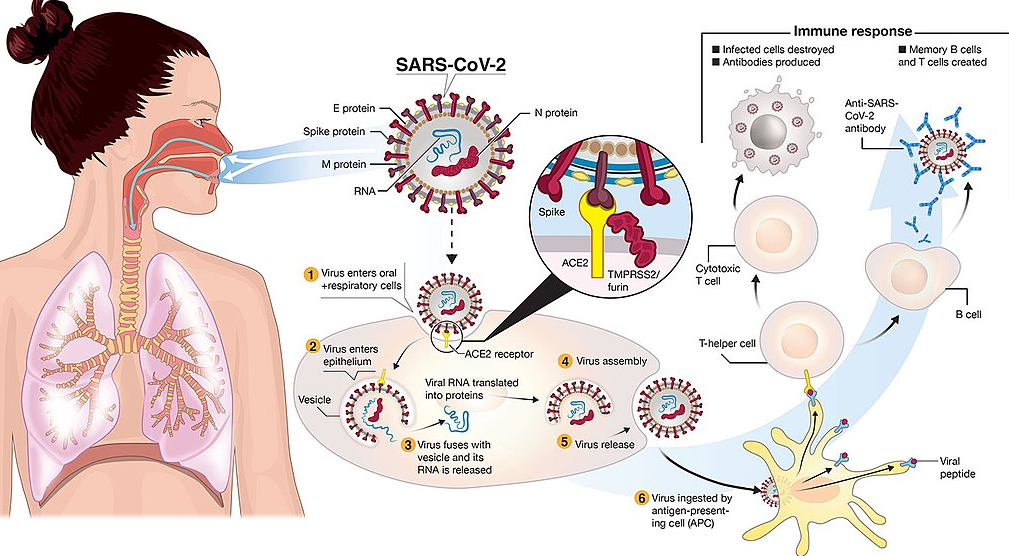 Immune response
Infected cells destroyed
Antibodies produced
Memory B cells
and T cells created
SARS-CoV-2
E protein
Spike protein
M protein
RNA
N protein
Spike
ACE2
TMPRSS2/
furin
Anti-SARS-
CoV-2
antibody
Cytotoxic
T cell
B cell
T-helper cell
1 Virus enters oral
+respiratory cells
ACE2 receptor
2 Virus enters
epithelium
Vesicle
Viral RNA translated
into proteins
3 Virus fuses with
vesicle and its
RNA is released
4 Virus assembly
5 Virus release
6 Virus ingested by
antigen-present-
ing cell (APC)
Viral
peptide